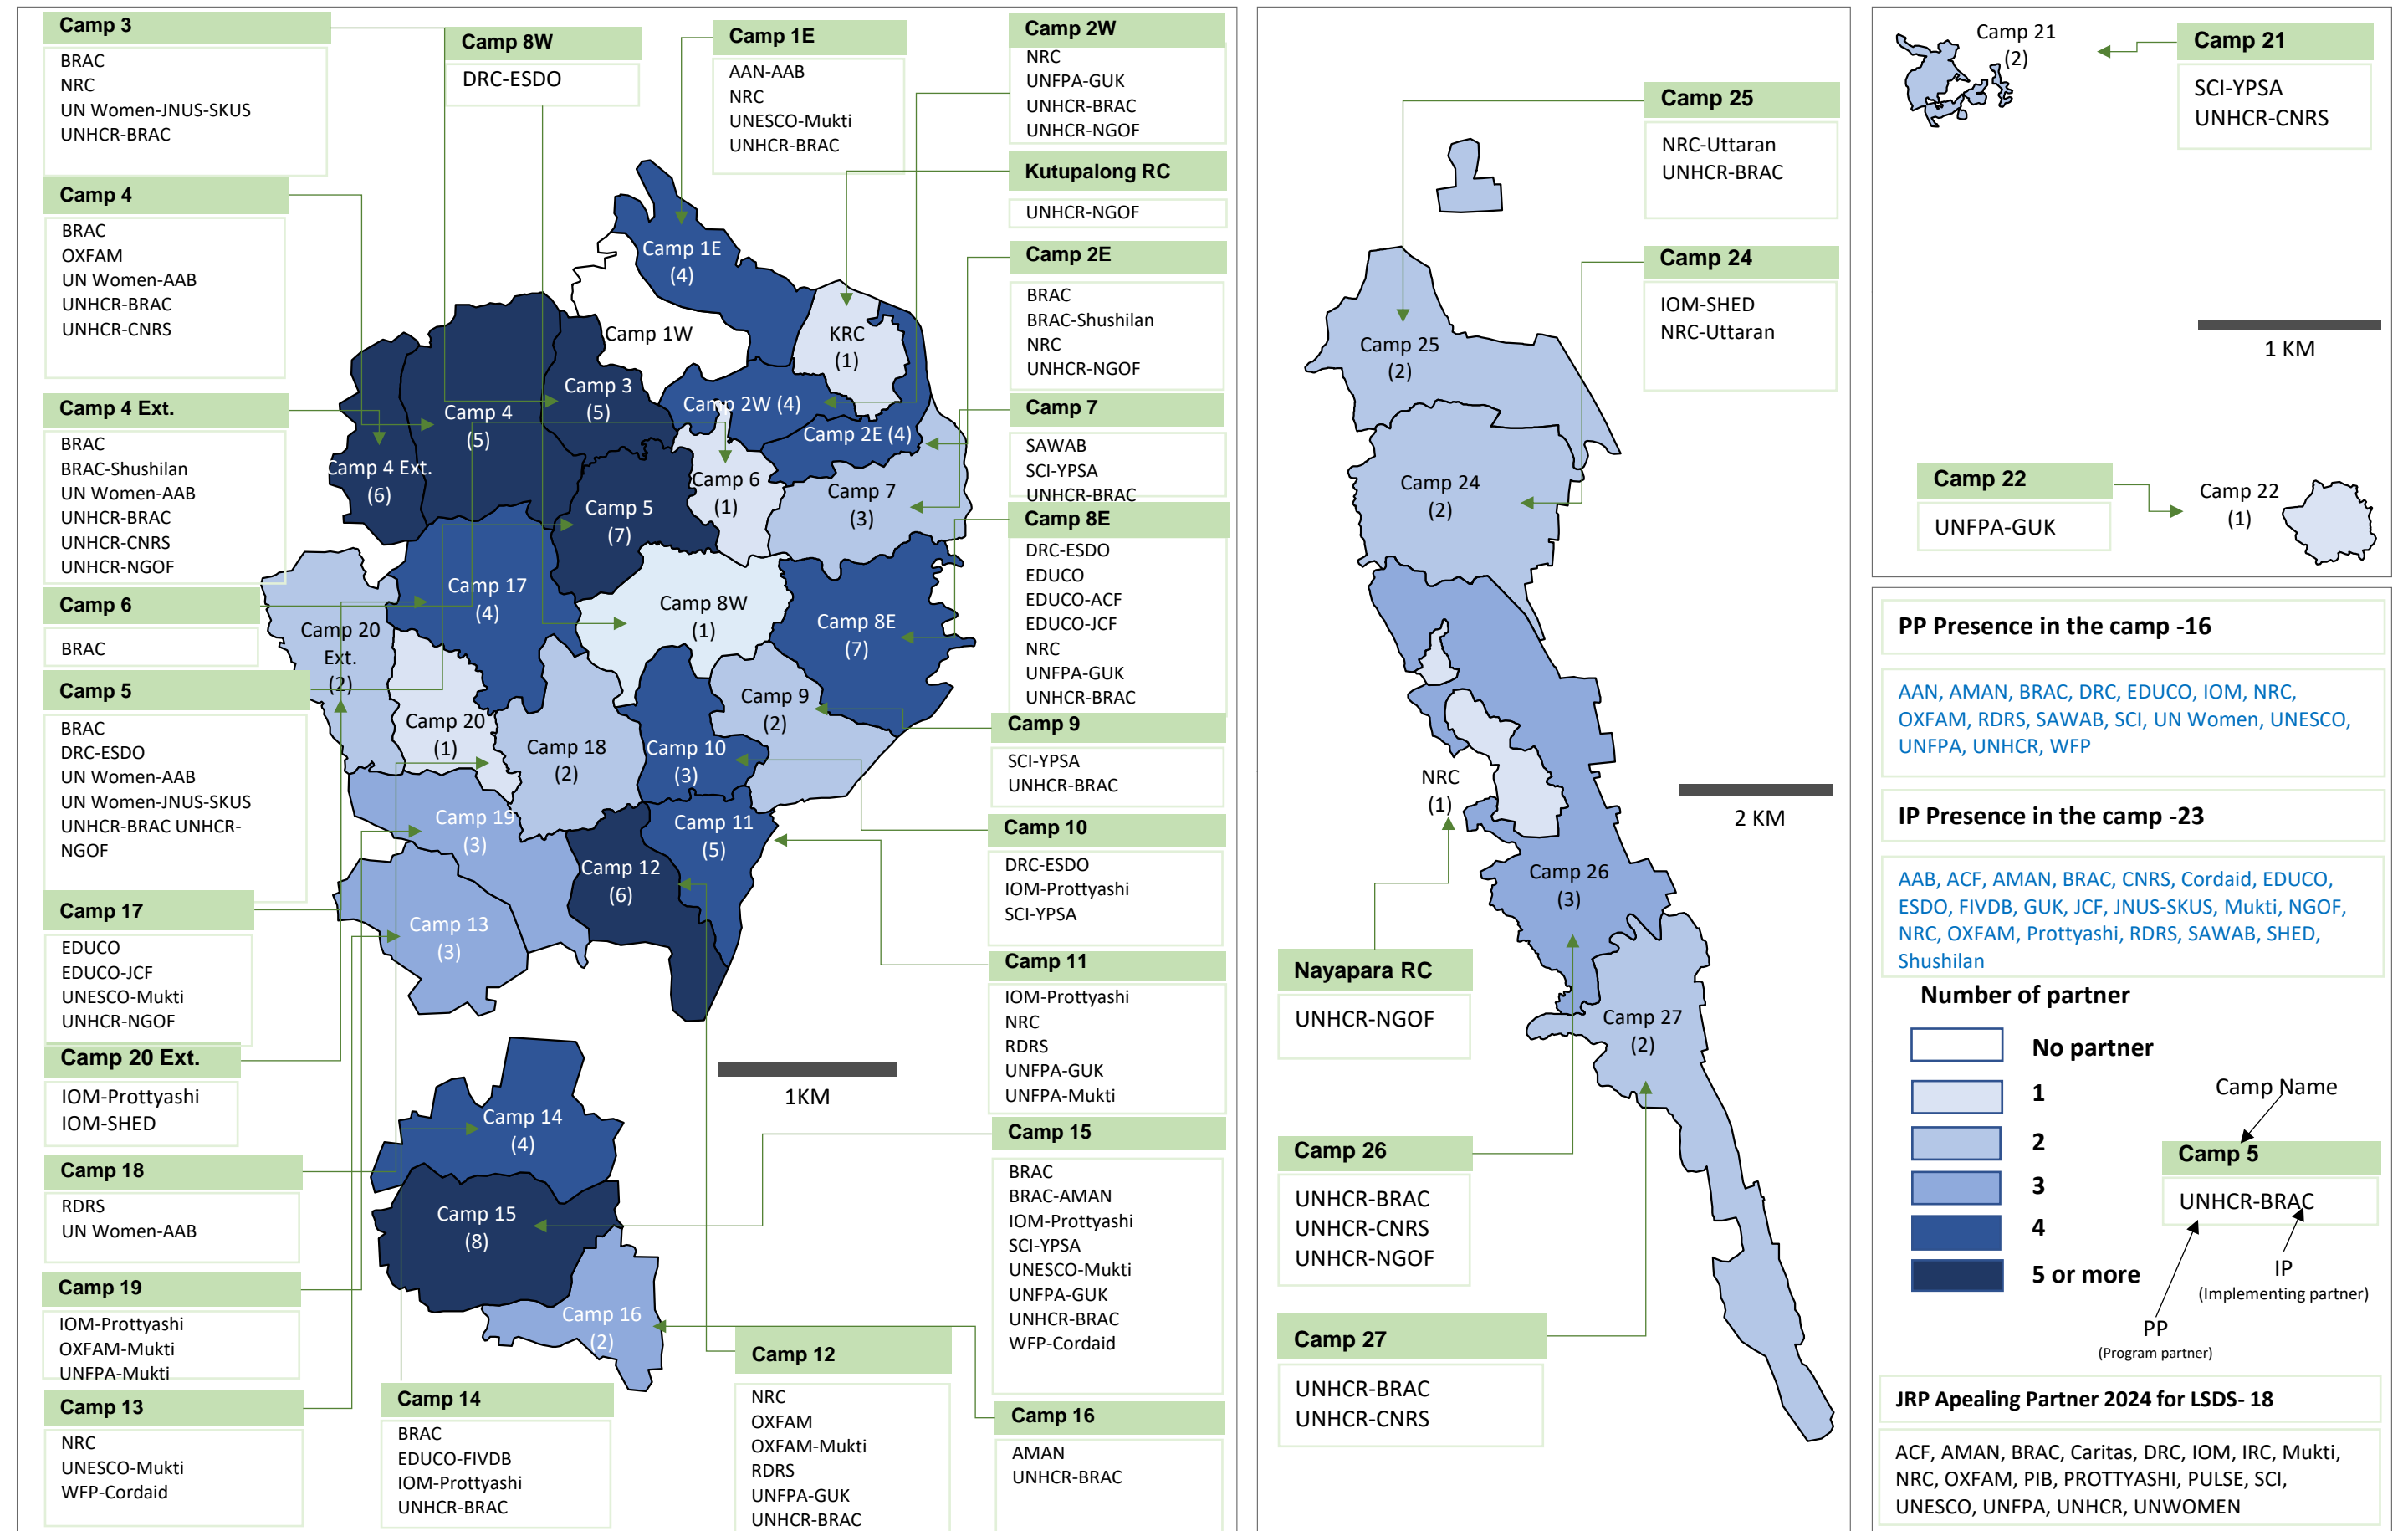 Camp 3
BRAC
NRC
UN Women-JNUS-SKUS
UNHCR-BRAC
Camp 4
BRAC
OXFAM
UN Women-AAB
UNHCR-BRAC
UNHCR-CNRS
Camp 4 Ext.
BRAC
BRAC-Shushilan
UN Women-AAB
UNHCR-BRAC
UNHCR-CNRS
UNHCR-NGOF
Camp 6
BRAC
Camp 5
BRAC
DRC-ESDO
UN Women-AAB
UN Women-JNUS-SKUS
UNHCR-BRAC UNHCR-
NGOF
Camp 17
EDUCO
EDUCO-JCF
UNESCO-Mukti
UNHCR-NGOF
Camp 20 Ext.
IOM-Prottyashi
IOM-SHED
Camp 18
RDRS
UN Women-AAB
Camp 19
IOM-Prottyashi
OXFAM-Mukti
UNFPA-Mukti
Camp 13
NRC
UNESCO-Mukti
WFP-Cordaid
Camp 8W
DRC-ESDO
Camp 1E
AAN-AAB
NRC
UNESCO-Mukti
UNHCR-BRAC
Camp 2W
NRC
UNFPA-GUK
UNHCR-BRAC
UNHCR-NGOF
Kutupalong RC
UNHCR-NGOF
Camp 2E
BRAC
BRAC-Shushilan
NRC
UNHCR-NGOF
Camp 7
SAWAB
SCI-YPSA
UNHCR-BRAC
Camp 8E
DRC-ESDO
EDUCO
EDUCO-ACF
EDUCO-JCF
NRC
UNFPA-GUK
UNHCR-BRAC
Camp 9
SCI-YPSA
UNHCR-BRAC
Camp 10
DRC-ESDO
IOM-Prottyashi
SCI-YPSA
Camp 11
IOM-Prottyashi
NRC
RDRS
UNFPA-GUK
UNFPA-Mukti
Camp 15
BRAC
BRAC-AMAN
IOM-Prottyashi
SCI-YPSA
UNESCO-Mukti
UNFPA-GUK
UNHCR-BRAC
WFP-Cordaid
Camp 16
AMAN
UNHCR-BRAC
Camp 12
NRC
OXFAM
OXFAM-Mukti
RDRS
UNFPA-GUK
UNHCR-BRAC
Camp 14
BRAC
EDUCO-FIVDB
IOM-Prottyashi
UNHCR-BRAC
Camp 1E
(4)
Camp 1W
KRC
(1)
Camp 3
(5)
Camp 2W (4)
Camp 4
(5)
Camp 2E (4)
Camp 4 Ext.
(6)
Camp 6
(1)
Camp 7
(3)
Camp 5
(7)
Camp 17
(4)
Camp 8W
(1)
Camp 8E
(7)
Camp 20
Ext.
(2)
Camp 20
(1)
Camp 18
(2)
Camp 9
(2)
Camp 10
(3)
Camp 19
(3)
Camp 11
(5)
Camp 12
(6)
Camp 13
(3)
1KM
Camp 14
(4)
Camp 15
(8)
Camp 16
(2)
Camp 25
NRC-Uttaran
UNHCR-BRAC
Camp 24
IOM-SHED
NRC-Uttaran
Camp 25
(2)
Camp 24
(2)
NRC
(1)
2 KM
Camp 26
(3)
Nayapara RC
UNHCR-NGOF
Camp 27
(2)
Camp 26
UNHCR-BRAC
UNHCR-CNRS
UNHCR-NGOF
Camp 27
UNHCR-BRAC
UNHCR-CNRS
Camp 21
(2)
Camp 21
SCI-YPSA
UNHCR-CNRS
1 KM
Camp 22
UNFPA-GUK
Camp 22
(1)
PP Presence in the camp -16
AAN, AMAN, BRAC, DRC, EDUCO, IOM, NRC,
OXFAM, RDRS, SAWAB, SCI, UN Women, UNESCO,
UNFPA, UNHCR, WFP
IP Presence in the camp -23
AAB, ACF, AMAN, BRAC, CNRS, Cordaid, EDUCO,
ESDO, FIVDB, GUK, JCF, JNUS-SKUS, Mukti, NGOF,
NRC, OXFAM, Prottyashi, RDRS, SAWAB, SHED,
Shushilan
Number of partner
No partner
1
2
3
4
5 or more
Camp Name
Camp 5
UNHCR-BRAC
IP
(Implementing partner)
PP
(Program partner)
JRP Apealing Partner 2024 for LSDS- 18
ACF, AMAN, BRAC, Caritas, DRC, IOM, IRC, Mukti,
NRC, OXFAM, PIB, PROTTYASHI, PULSE, SCI,
UNESCO, UNFPA, UNHCR, UNWOMEN